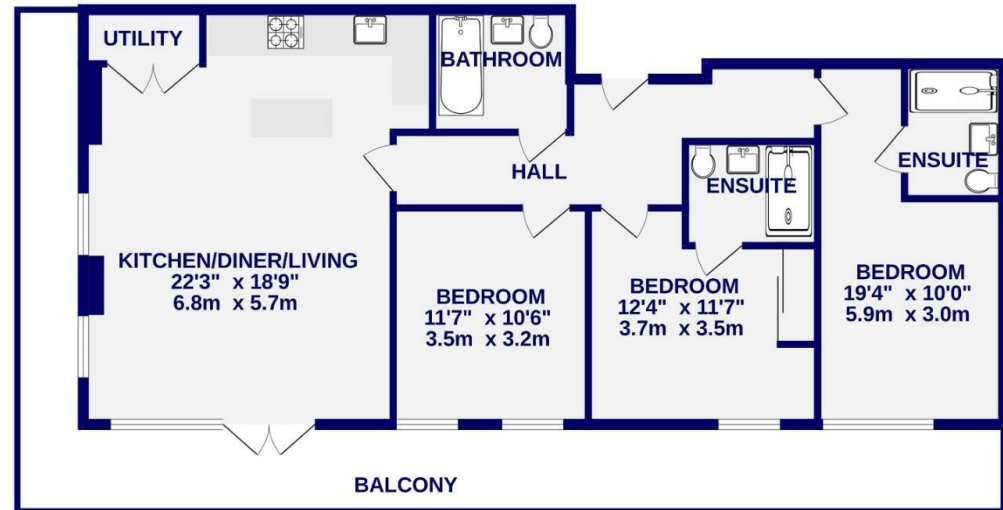 UTILITY
BATHROOM
HALL
ENSUITE
ENSUITE
KITCHEN/DINER/LIVING
22'3" x 18'9"
6.8m x 5.7m
BEDROOM
11'7" x 10'6"
3.5m x 3.2m
BEDROOM
12'4" x 11'7"
3.7m x 3.5m
BEDROOM
19'4" x 10'0"
5.9m x 3.0m
BALCONY